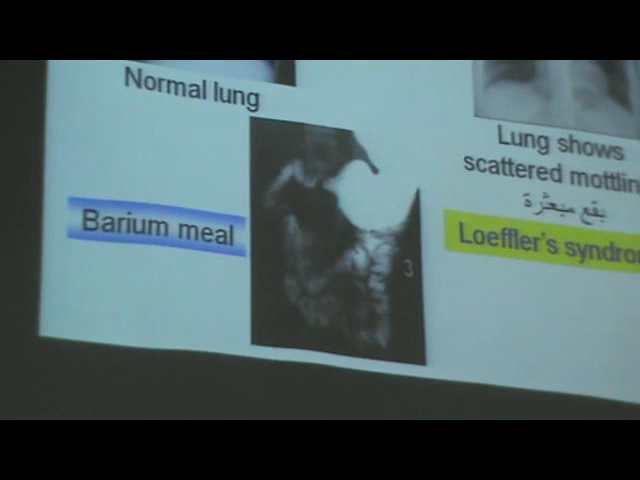 Normal lung
Lung shows
scattered mottlin
بقع مبعثرة
Barium meal
Loeffler's syndro
3